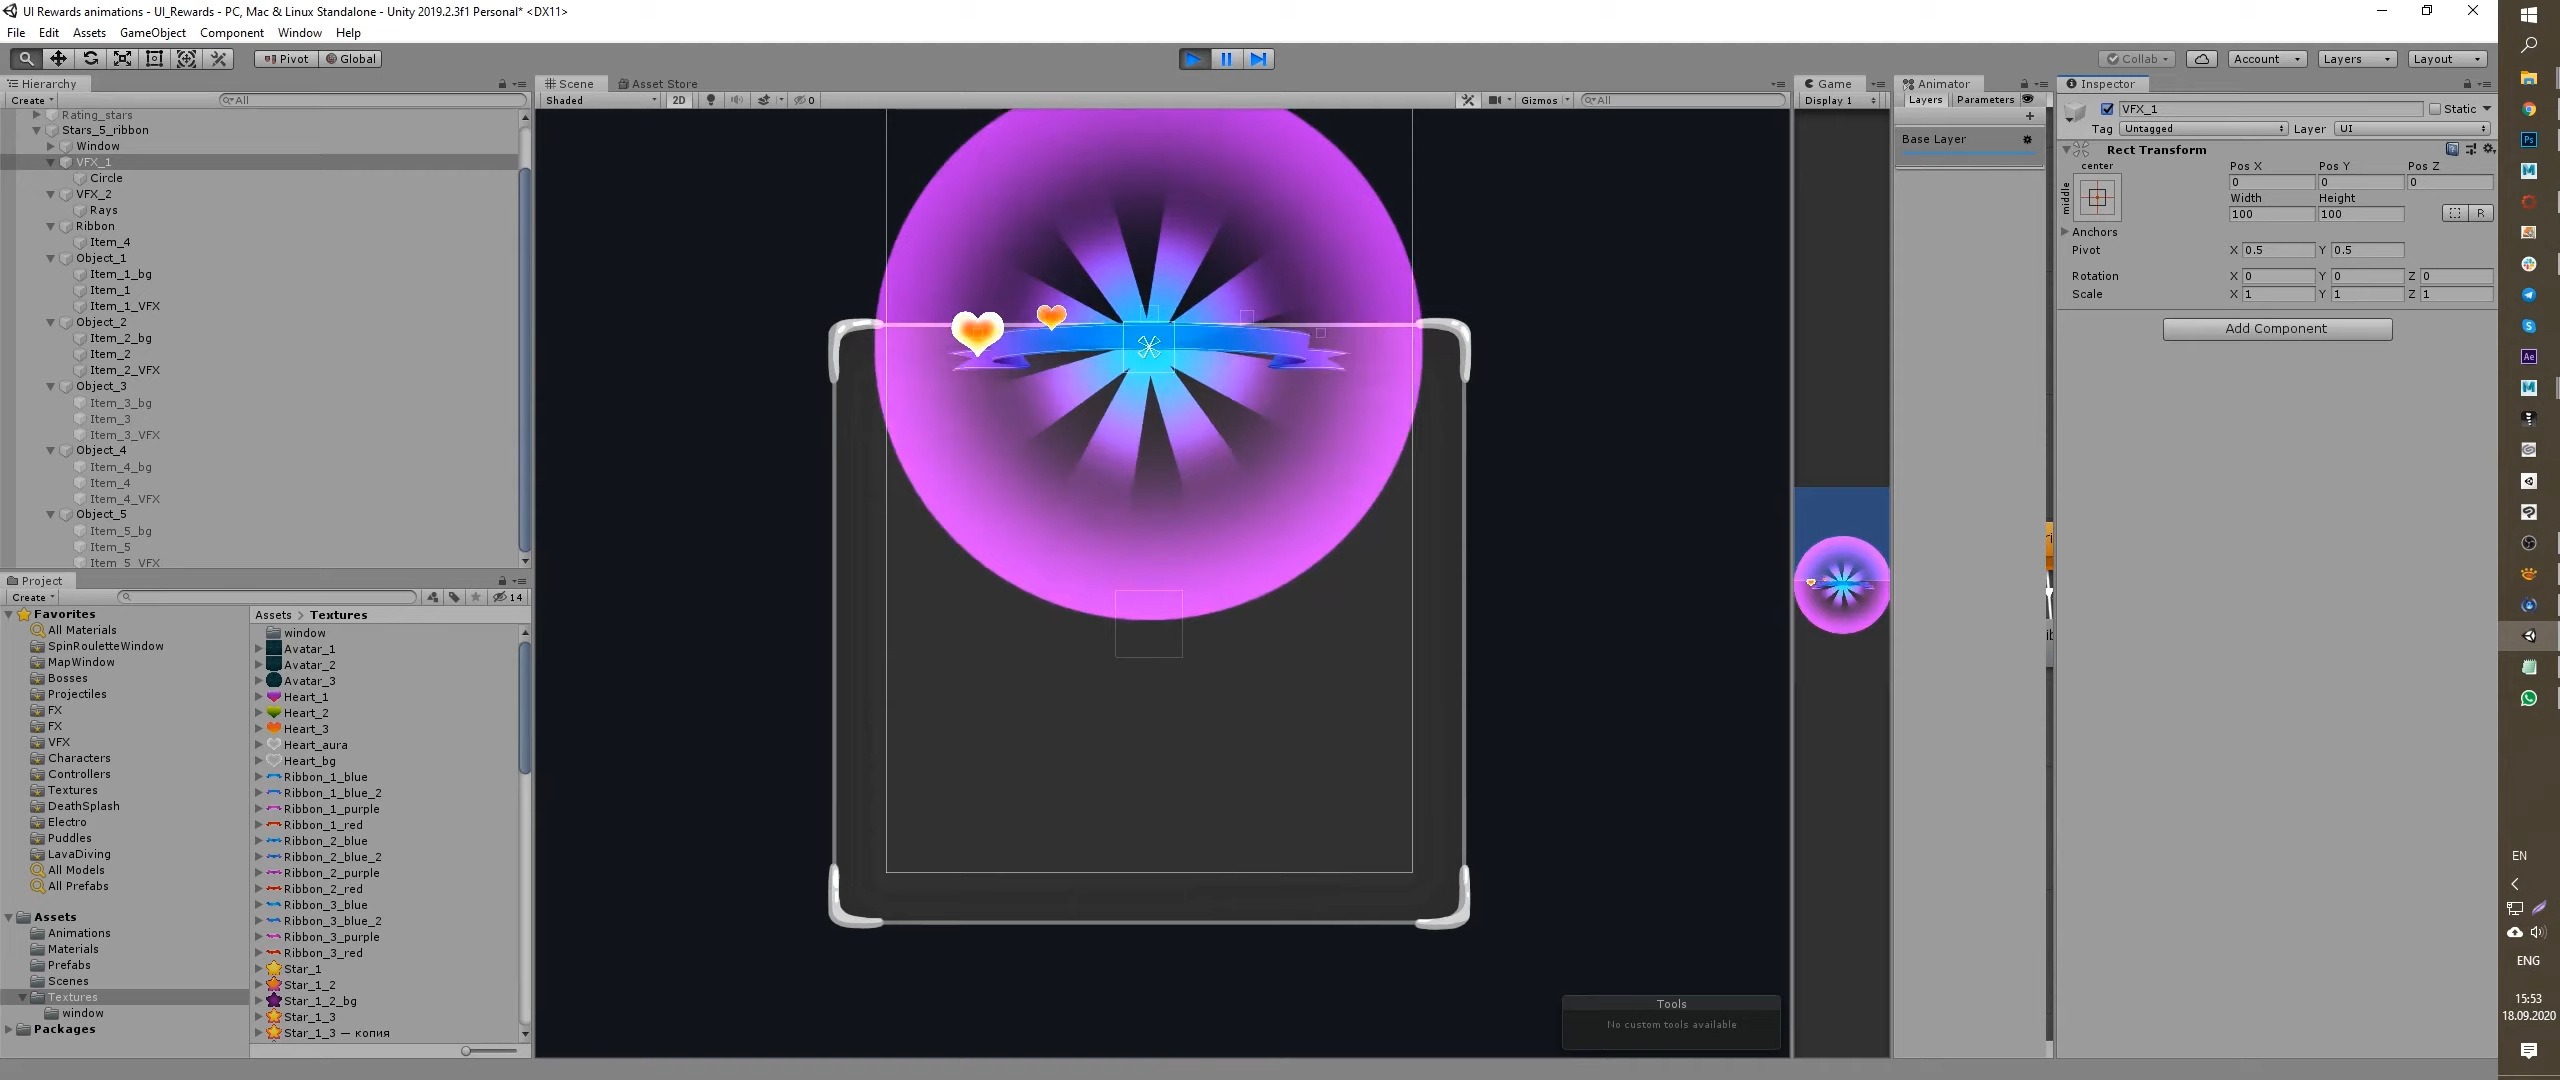 UI Rewards animations - UI_Rewards - PC, Mac & Linux Standalone - Unity 2019.2.3f1 Personal* <DX11>
File Edit Assets GameObject Component Window Help
Pivot Global
Collab Account Layers Layout
Hierarchy
Create All
Rating_stars
Stars_5_ribbon
Window
VFX_1
Circle
VFX_2
Rays
Ribbon
Item_4
Object_1
Item_1_bg
Item_1
Item_1_VFX
Object_2
Item_2_bg
Item_2
Item_2_VFX
Object_3
Item_3_bg
Item_3
Item_3_VFX
Object_4
Item_4_bg
Item_4
Item_4_VFX
Object_5
Item_5_bg
Item_5
Item_5_VFX
Project
Create 14
Favorites
All Materials
SpinRouletteWindow
MapWindow
Bosses
Projectiles
FX
FX
VFX
Characters
Controllers
Textures
DeathSplash
Electro
Puddles
LavaDiving
All Models
All Prefabs
Assets
Animations
Materials
Prefabs
Scenes
Textures
window
Packages
Assets > Textures
window
Avatar_1
Avatar_2
Avatar_3
Heart_1
Heart_2
Heart_3
Heart_aura
Heart_bg
Ribbon_1_blue
Ribbon_1_blue_2
Ribbon_1_purple
Ribbon_1_red
Ribbon_2_blue
Ribbon_2_blue_2
Ribbon_2_purple
Ribbon_2_red
Ribbon_3_blue
Ribbon_3_blue_2
Ribbon_3_purple
Ribbon_3_red
Star_1
Star_1_2
Star_1_2_bg
Star_1_3
Star_1_3 — копия
Scene Asset Store
Shaded 2D 0 Gizmos All
Tools
No custom tools available
Game
Display 1
Animator
Layers Parameters
Base Layer
Inspector
VFX_1 Static
Tag Untagged Layer UI
Rect Transform
center
middle
Pos X Pos Y Pos Z
0 0 0
Width Height
100 100 R
Anchors
Pivot X 0.5 Y 0.5
Rotation X 0 Y 0 Z 0
Scale X 1 Y 1 Z 1
Add Component
Ps
M
Ae
M
EN
ENG
15:53
18.09.2020